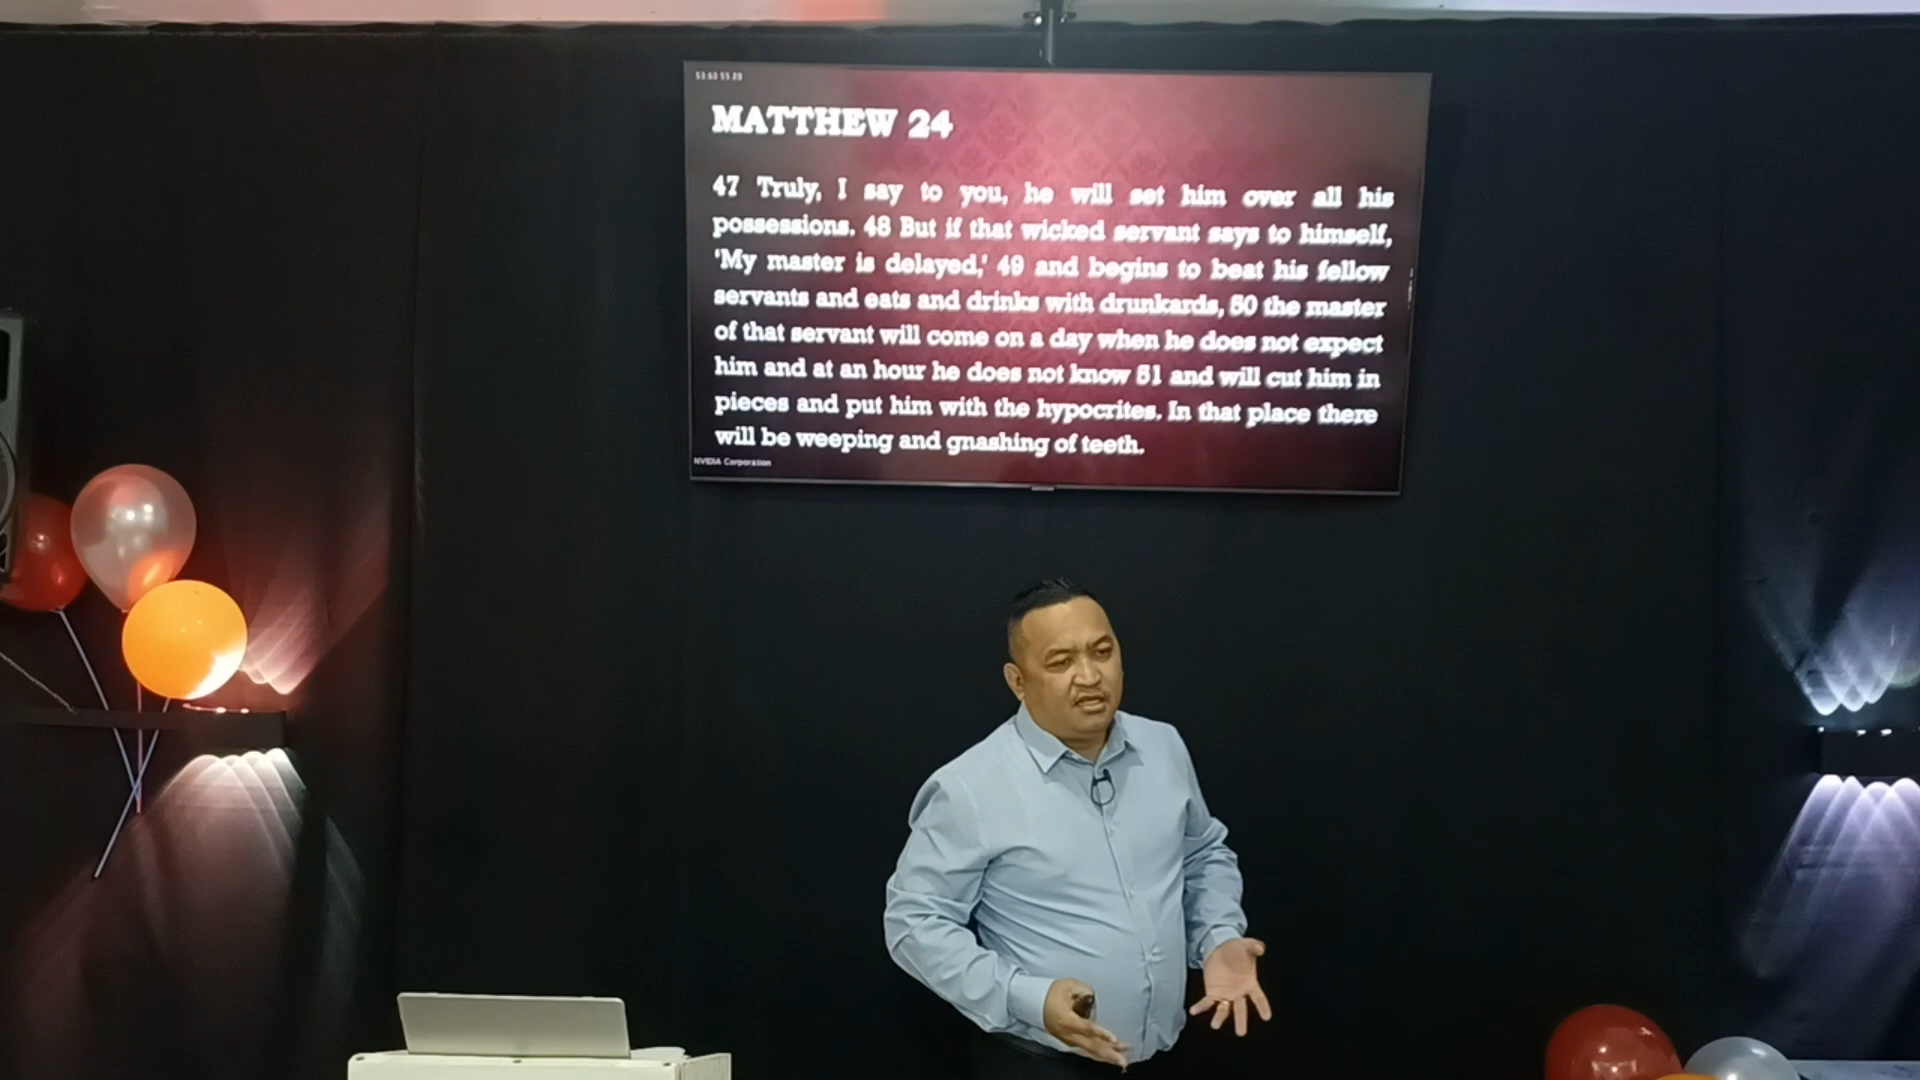 53.60 55.89
MATTHEW 24
47 Truly, I say to you, he will set him over all his
possessions. 48 But if that wicked servant says to himself,
'My master is delayed,' 49 and begins to beat his fellow
servants and eats and drinks with drunkards, 50 the master
of that servant will come on a day when he does not expect
him and at an hour he does not know 51 and will cut him in
pieces and put him with the hypocrites. In that place there
will be weeping and gnashing of teeth.
NVIDIA Corporation